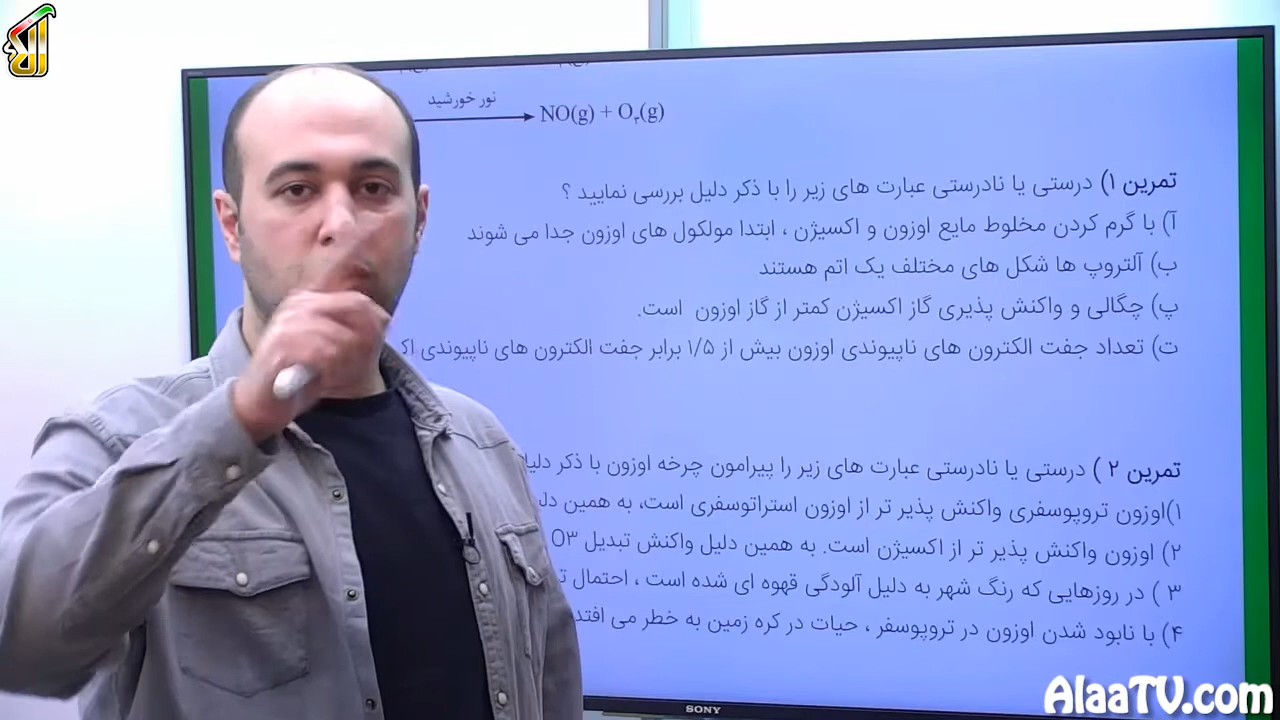 نور خورشید
NO(g) + O۳(g)
تمرین ۱) درستی یا نادرستی عبارت های زیر را با ذکر دلیل بررسی نمایید ؟
آ) با گرم کردن مخلوط مایع اوزون و اکسیژن ، ابتدا مولکول های اوزون جدا می شوند
ب) آلتروپ ها شکل های مختلف یک اتم هستند
پ) چگالی و واکنش پذیری گاز اکسیژن کمتر از گاز اوزون است.
ت) تعداد جفت الکترون های ناپیوندی اوزون بیش از ۱/۵ برابر جفت الکترون های ناپیوندی
تمرین ۲ ) درستی یا نادرستی عبارت های زیر را پیرامون چرخه اوزون با ذکر
۱)اوزون تروپوسفری واکنش پذیر تر از اوزون استراتوسفری است، به همین
۲) اوزون واکنش پذیر تر از اکسیژن است. به همین دلیل واکنش تبدیل O۳
۳ ) در روزهایی که رنگ شهر به دلیل آلودگی قهوه ای شده است ، احتمال
۴) با نابود شدن اوزون در تروپوسفر ، حیات در کره زمین به خطر می افتد
SONY
AlaaTV.com